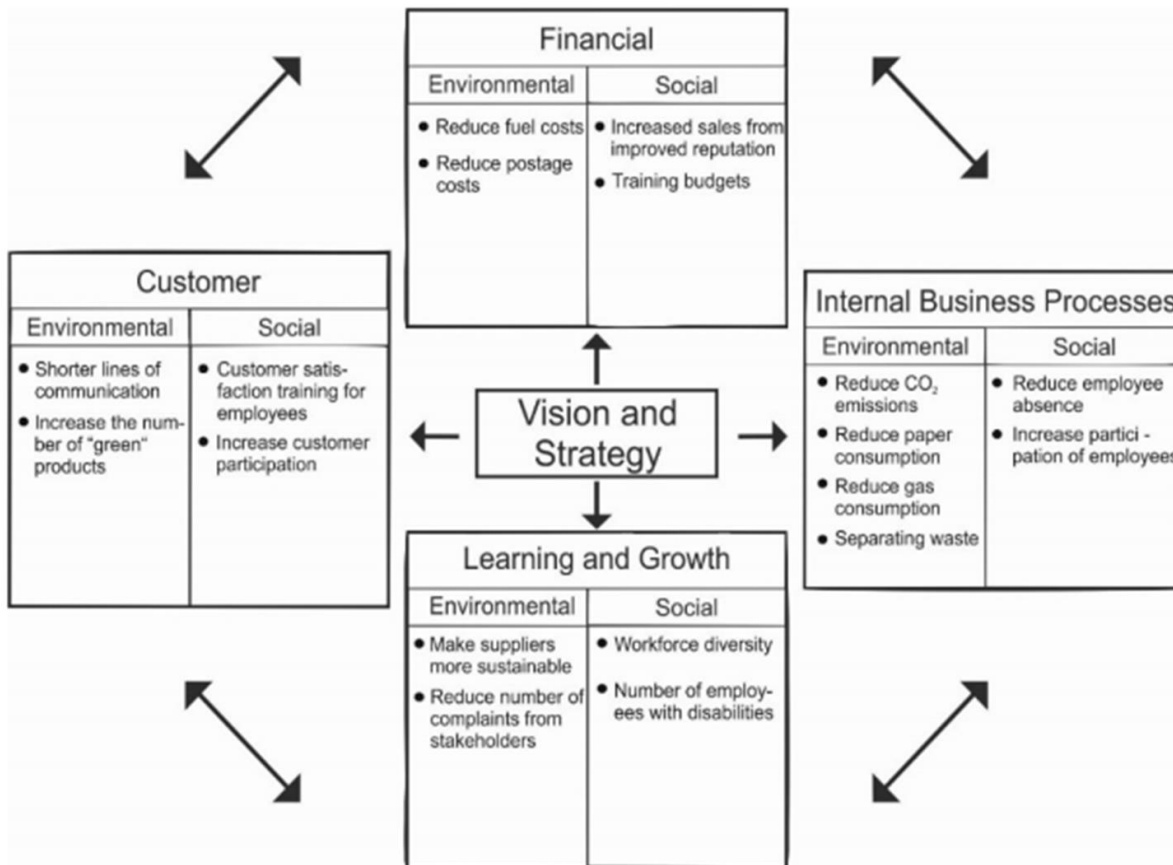 Financial
Environmental
Social
● Reduce fuel costs
● Reduce postage
costs
● Increased sales from
improved reputation
● Training budgets
Customer
Environmental
Social
● Shorter lines of
communication
● Increase the num-
ber of "green“
products
● Customer satis-
faction training for
employees
● Increase customer
participation
Vision and
Strategy
Internal Business Processes
Environmental
Social
● Reduce CO₂
emissions
● Reduce paper
consumption
● Reduce gas
consumption
● Separating waste
● Reduce employee
absence
● Increase partici -
pation of employees
Learning and Growth
Environmental
Social
● Make suppliers
more sustainable
● Reduce number of
complaints from
stakeholders
● Workforce diversity
● Number of employ-
ees with disabilities